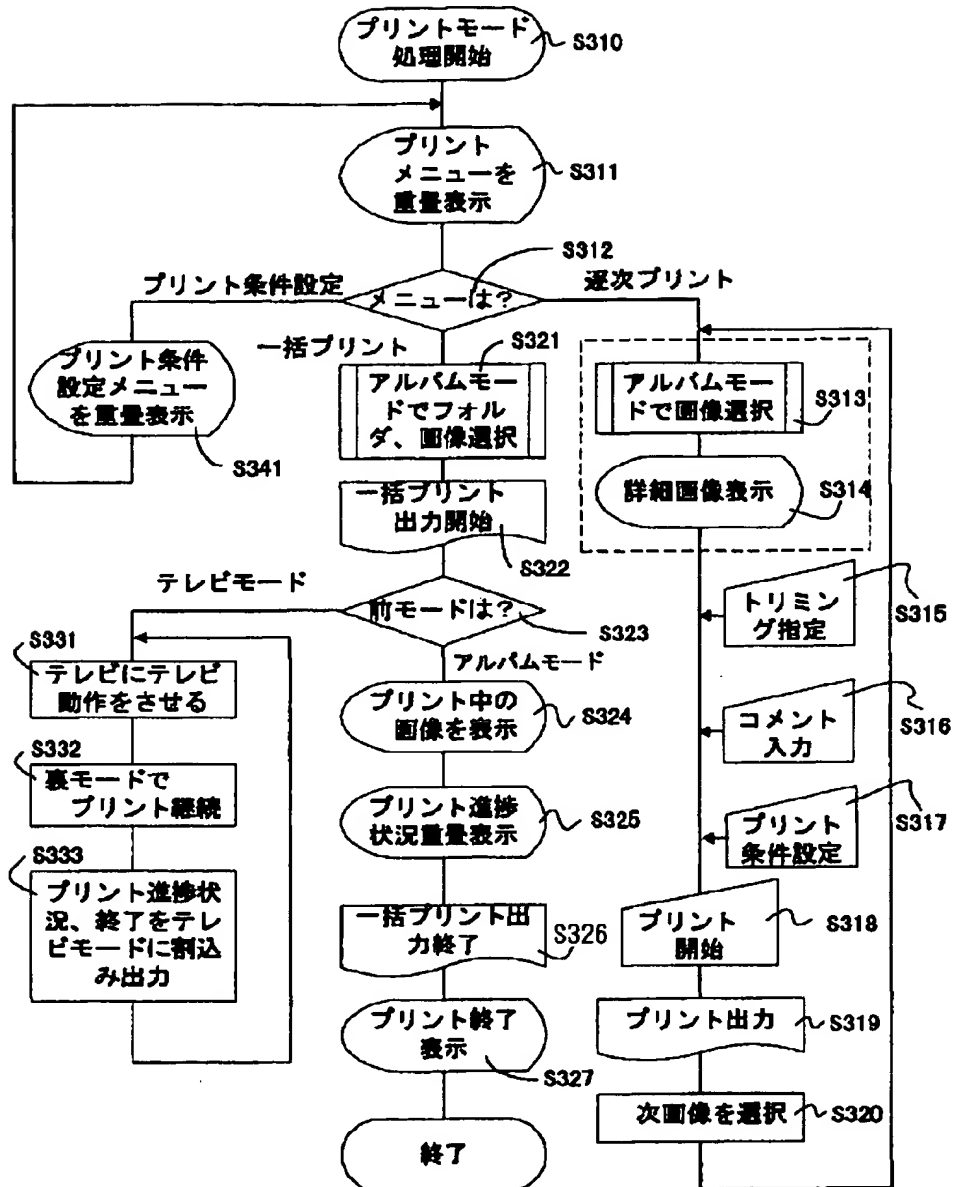 プリントモード
処理開始
S310
プリント
メニューを
重畳表示
S311
S312
メニューは?
プリント条件設定
逐次プリント
一括プリント
プリント条件
設定メニュー
を重畳表示
S341
S321
アルバムモー
ドでフォル
ダ、画像選択
一括プリント
出力開始
S322
テレビモード
前モードは?
S323
アルバムモード
S331
テレビにテレビ
動作をさせる
S332
裏モードで
プリント継続
S333
プリント進捗状
況、終了をテレ
ビモードに割込
み出力
プリント中の
画像を表示
S324
プリント進捗
状況重畳表示
S325
一括プリント出
力終了
S326
プリント終了
表示
S327
終了
アルバムモー
ドで画像選択
S313
詳細画像表示
S314
トリミン
グ指定
S315
コメント
入力
S316
プリント
条件設定
S317
プリント
開始
S318
プリント出力
S319
次画像を選択
S320